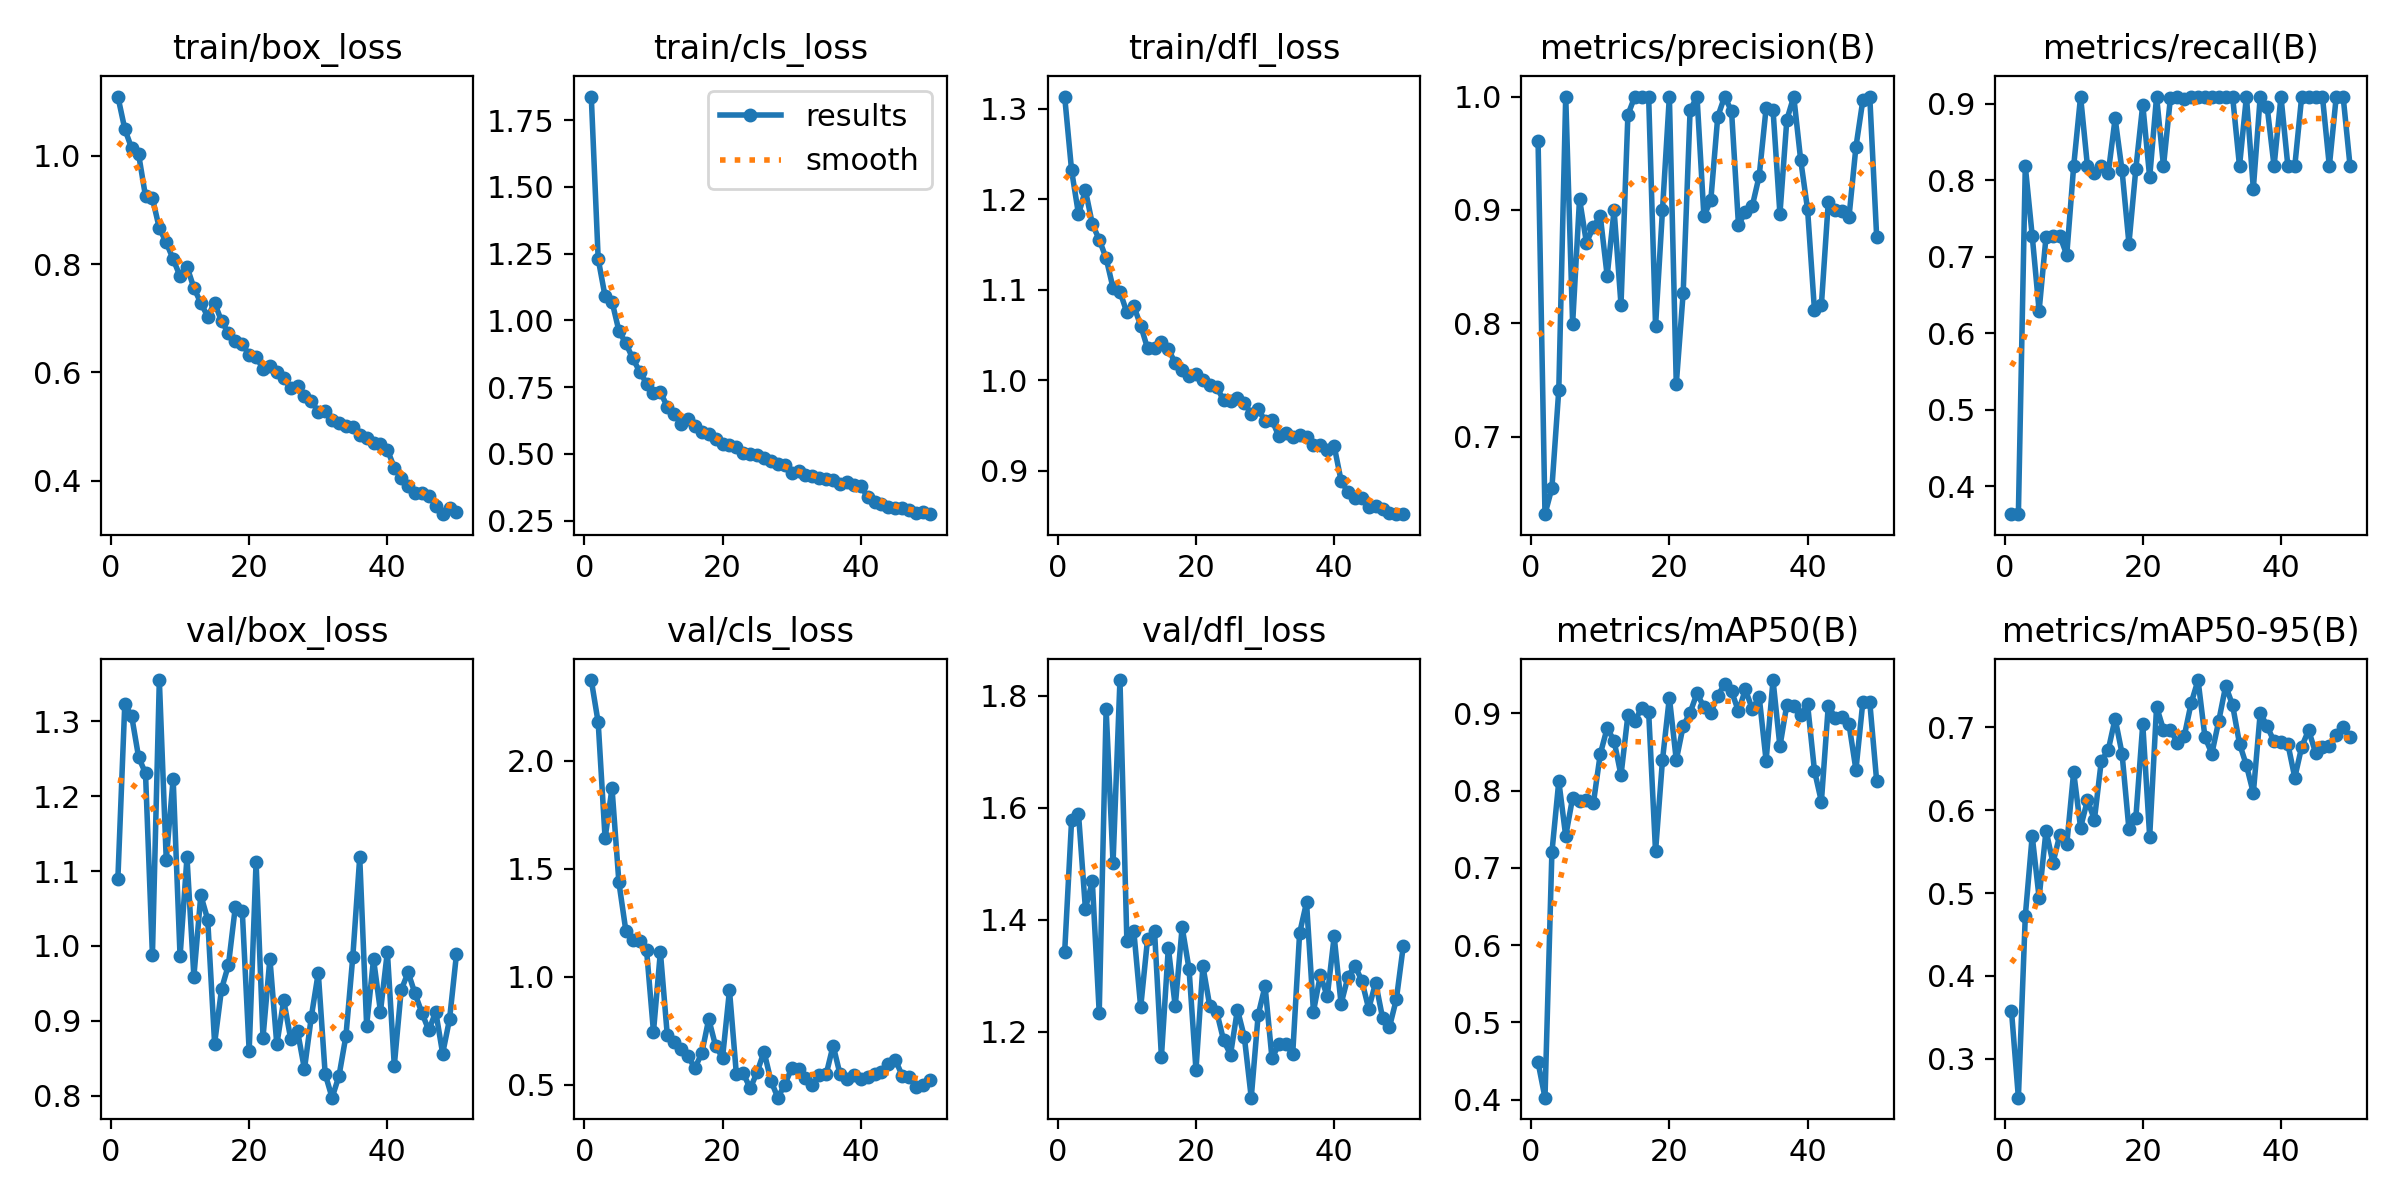 train/box_loss
1.0
0.8
0.6
0.4
0 20 40
train/cls_loss
results
smooth
1.75
1.50
1.25
1.00
0.75
0.50
0.25
0 20 40
train/dfl_loss
1.3
1.2
1.1
1.0
0.9
0 20 40
metrics/precision(B)
1.0
0.9
0.8
0.7
0 20 40
metrics/recall(B)
0.9
0.8
0.7
0.6
0.5
0.4
0 20 40
val/box_loss
1.3
1.2
1.1
1.0
0.9
0.8
0 20 40
val/cls_loss
2.0
1.5
1.0
0.5
0 20 40
val/dfl_loss
1.8
1.6
1.4
1.2
0 20 40
metrics/mAP50(B)
0.9
0.8
0.7
0.6
0.5
0.4
0 20 40
metrics/mAP50-95(B)
0.7
0.6
0.5
0.4
0.3
0 20 40